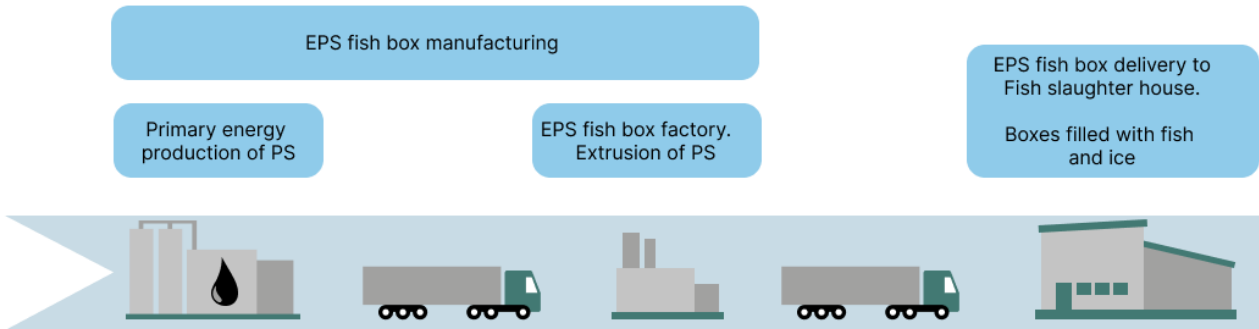 EPS fish box manufacturing
Primary energy
production of PS
EPS fish box factory.
Extrusion of PS
EPS fish box delivery to
Fish slaughter house.
Boxes filled with fish
and ice